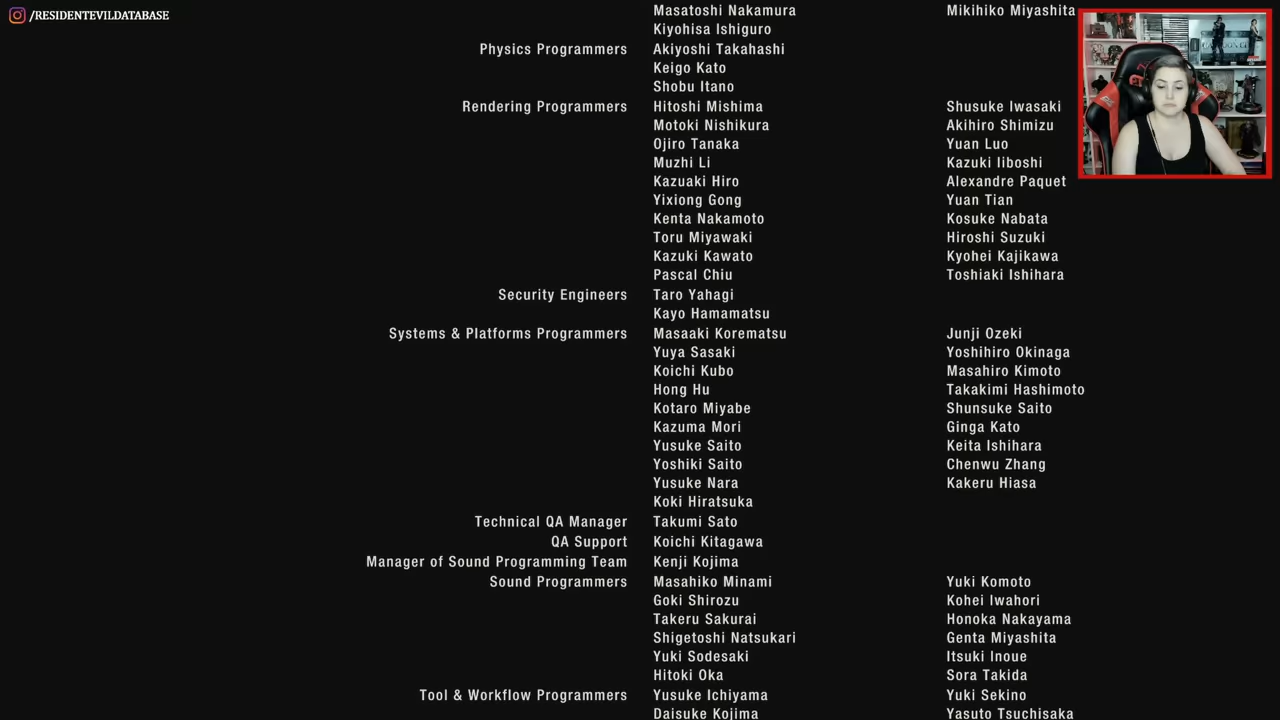 /RESIDENTEVILDATABASE
Masatoshi Nakamura Mikihiko Miyashita
Kiyohisa Ishiguro
Physics Programmers Akiyoshi Takahashi
Keigo Kato
Shobu Itano
Rendering Programmers Hitoshi Mishima Shusuke Iwasaki
Motoki Nishikura Akihiro Shimizu
Ojiro Tanaka Yuan Luo
Muzhi Li Kazuki Iiboshi
Kazuaki Hiro Alexandre Paquet
Yixiong Gong Yuan Tian
Kenta Nakamoto Kosuke Nabata
Toru Miyawaki Hiroshi Suzuki
Kazuki Kawato Kyohei Kajikawa
Pascal Chiu Toshiaki Ishihara
Security Engineers Taro Yahagi
Kayo Hamamatsu
Systems & Platforms Programmers Masaaki Korematsu Junji Ozeki
Yuya Sasaki Yoshihiro Okinaga
Koichi Kubo Masahiro Kimoto
Hong Hu Takakimi Hashimoto
Kotaro Miyabe Shunsuke Saito
Kazuma Mori Ginga Kato
Yusuke Saito Keita Ishihara
Yoshiki Saito Chenwu Zhang
Yusuke Nara Kakeru Hiasa
Koki Hiratsuka
Technical QA Manager Takumi Sato
QA Support Koichi Kitagawa
Manager of Sound Programming Team Kenji Kojima
Sound Programmers Masahiko Minami Yuki Komoto
Goki Shirozu Kohei Iwahori
Takeru Sakurai Honoka Nakayama
Shigetoshi Natsukari Genta Miyashita
Yuki Sodesaki Itsuki Inoue
Hitoki Oka Sora Takida
Tool & Workflow Programmers Yusuke Ichiyama Yuki Sekino
Daisuke Kojima Yasuto Tsuchisaka